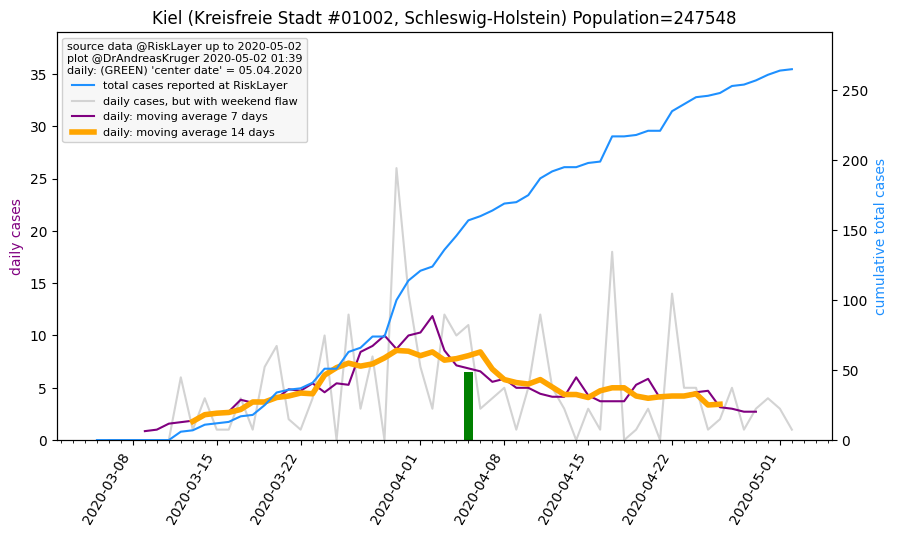 Kiel (Kreisfreie Stadt #01002, Schleswig-Holstein) Population=247548
source data @RiskLayer up to 2020-05-02
plot @DrAndreasKruger 2020-05-02 01:39
daily: (GREEN) 'center date' = 05.04.2020
total cases reported at RiskLayer
daily cases, but with weekend flaw
daily: moving average 7 days
daily: moving average 14 days
daily cases
35
30
25
20
15
10
5
0
cumulative total cases
250
200
150
100
50
0
2020-03-08
2020-03-15
2020-03-22
2020-04-01
2020-04-08
2020-04-15
2020-04-22
2020-05-01